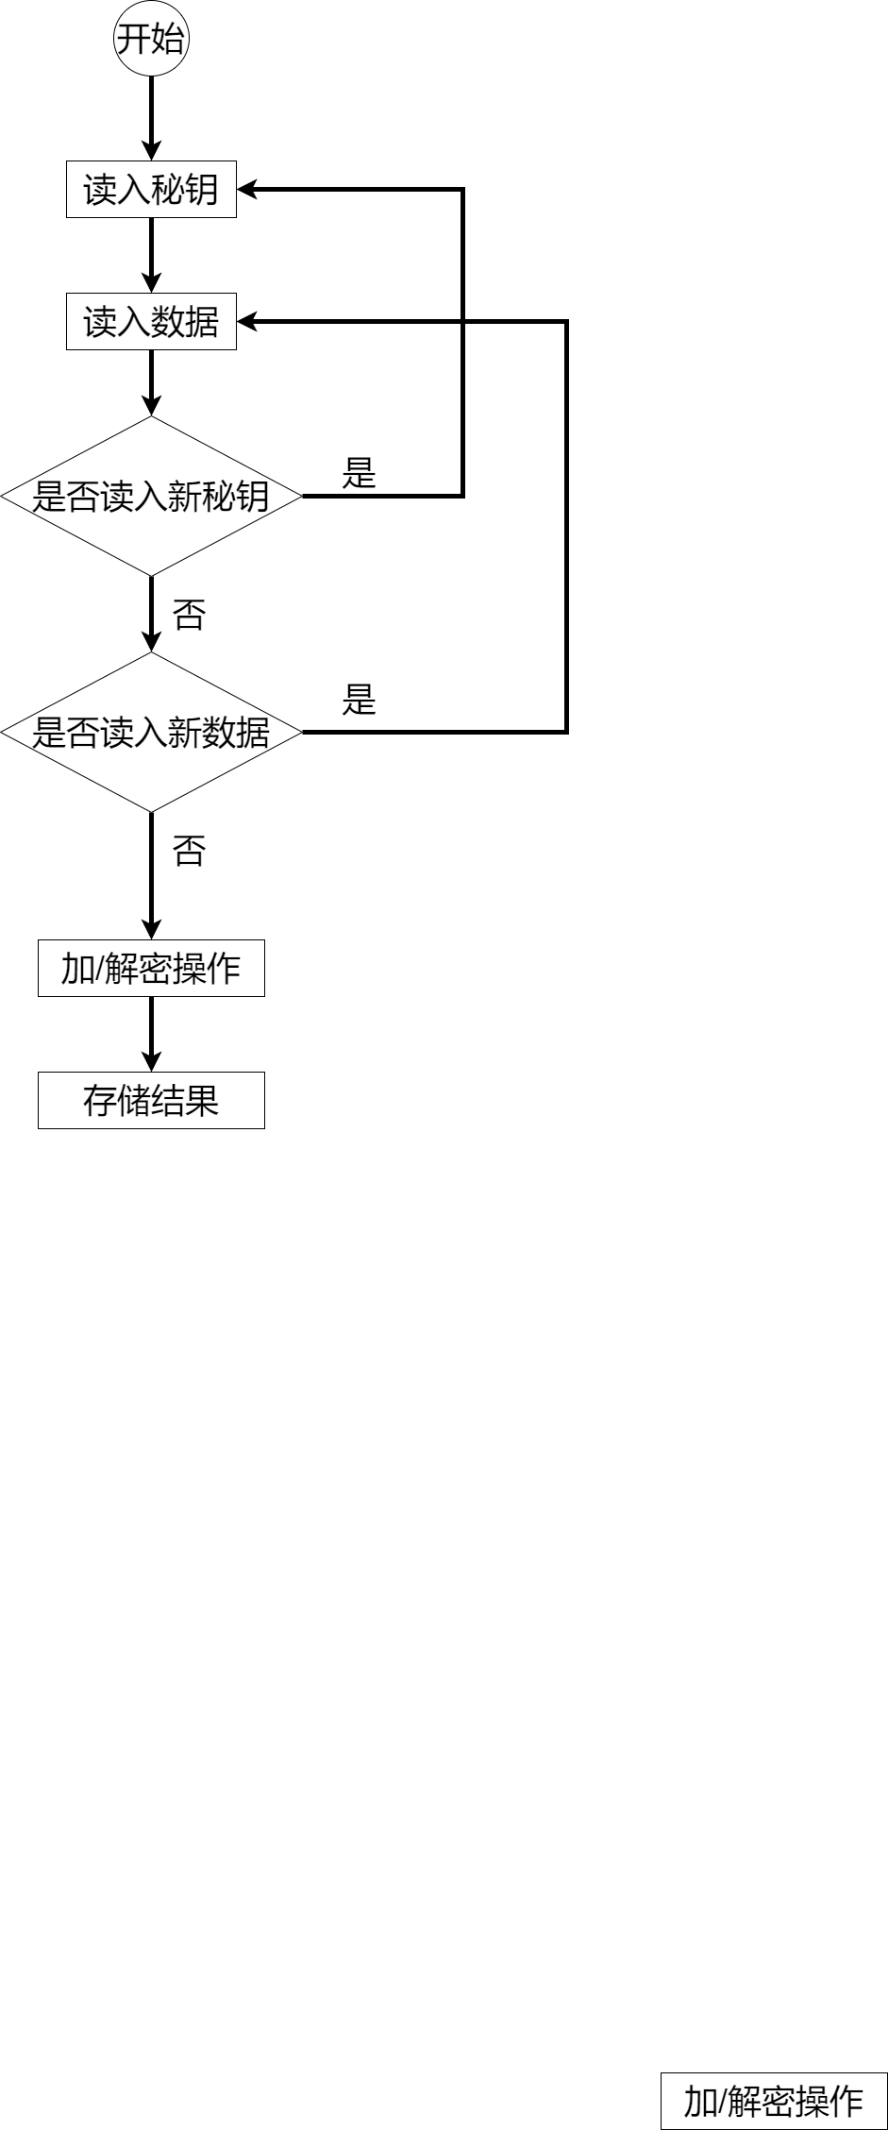 开始
读入秘钥
读入数据
是否读入新秘钥
是
否
是否读入新数据
是
否
加/解密操作
存储结果
加/解密操作